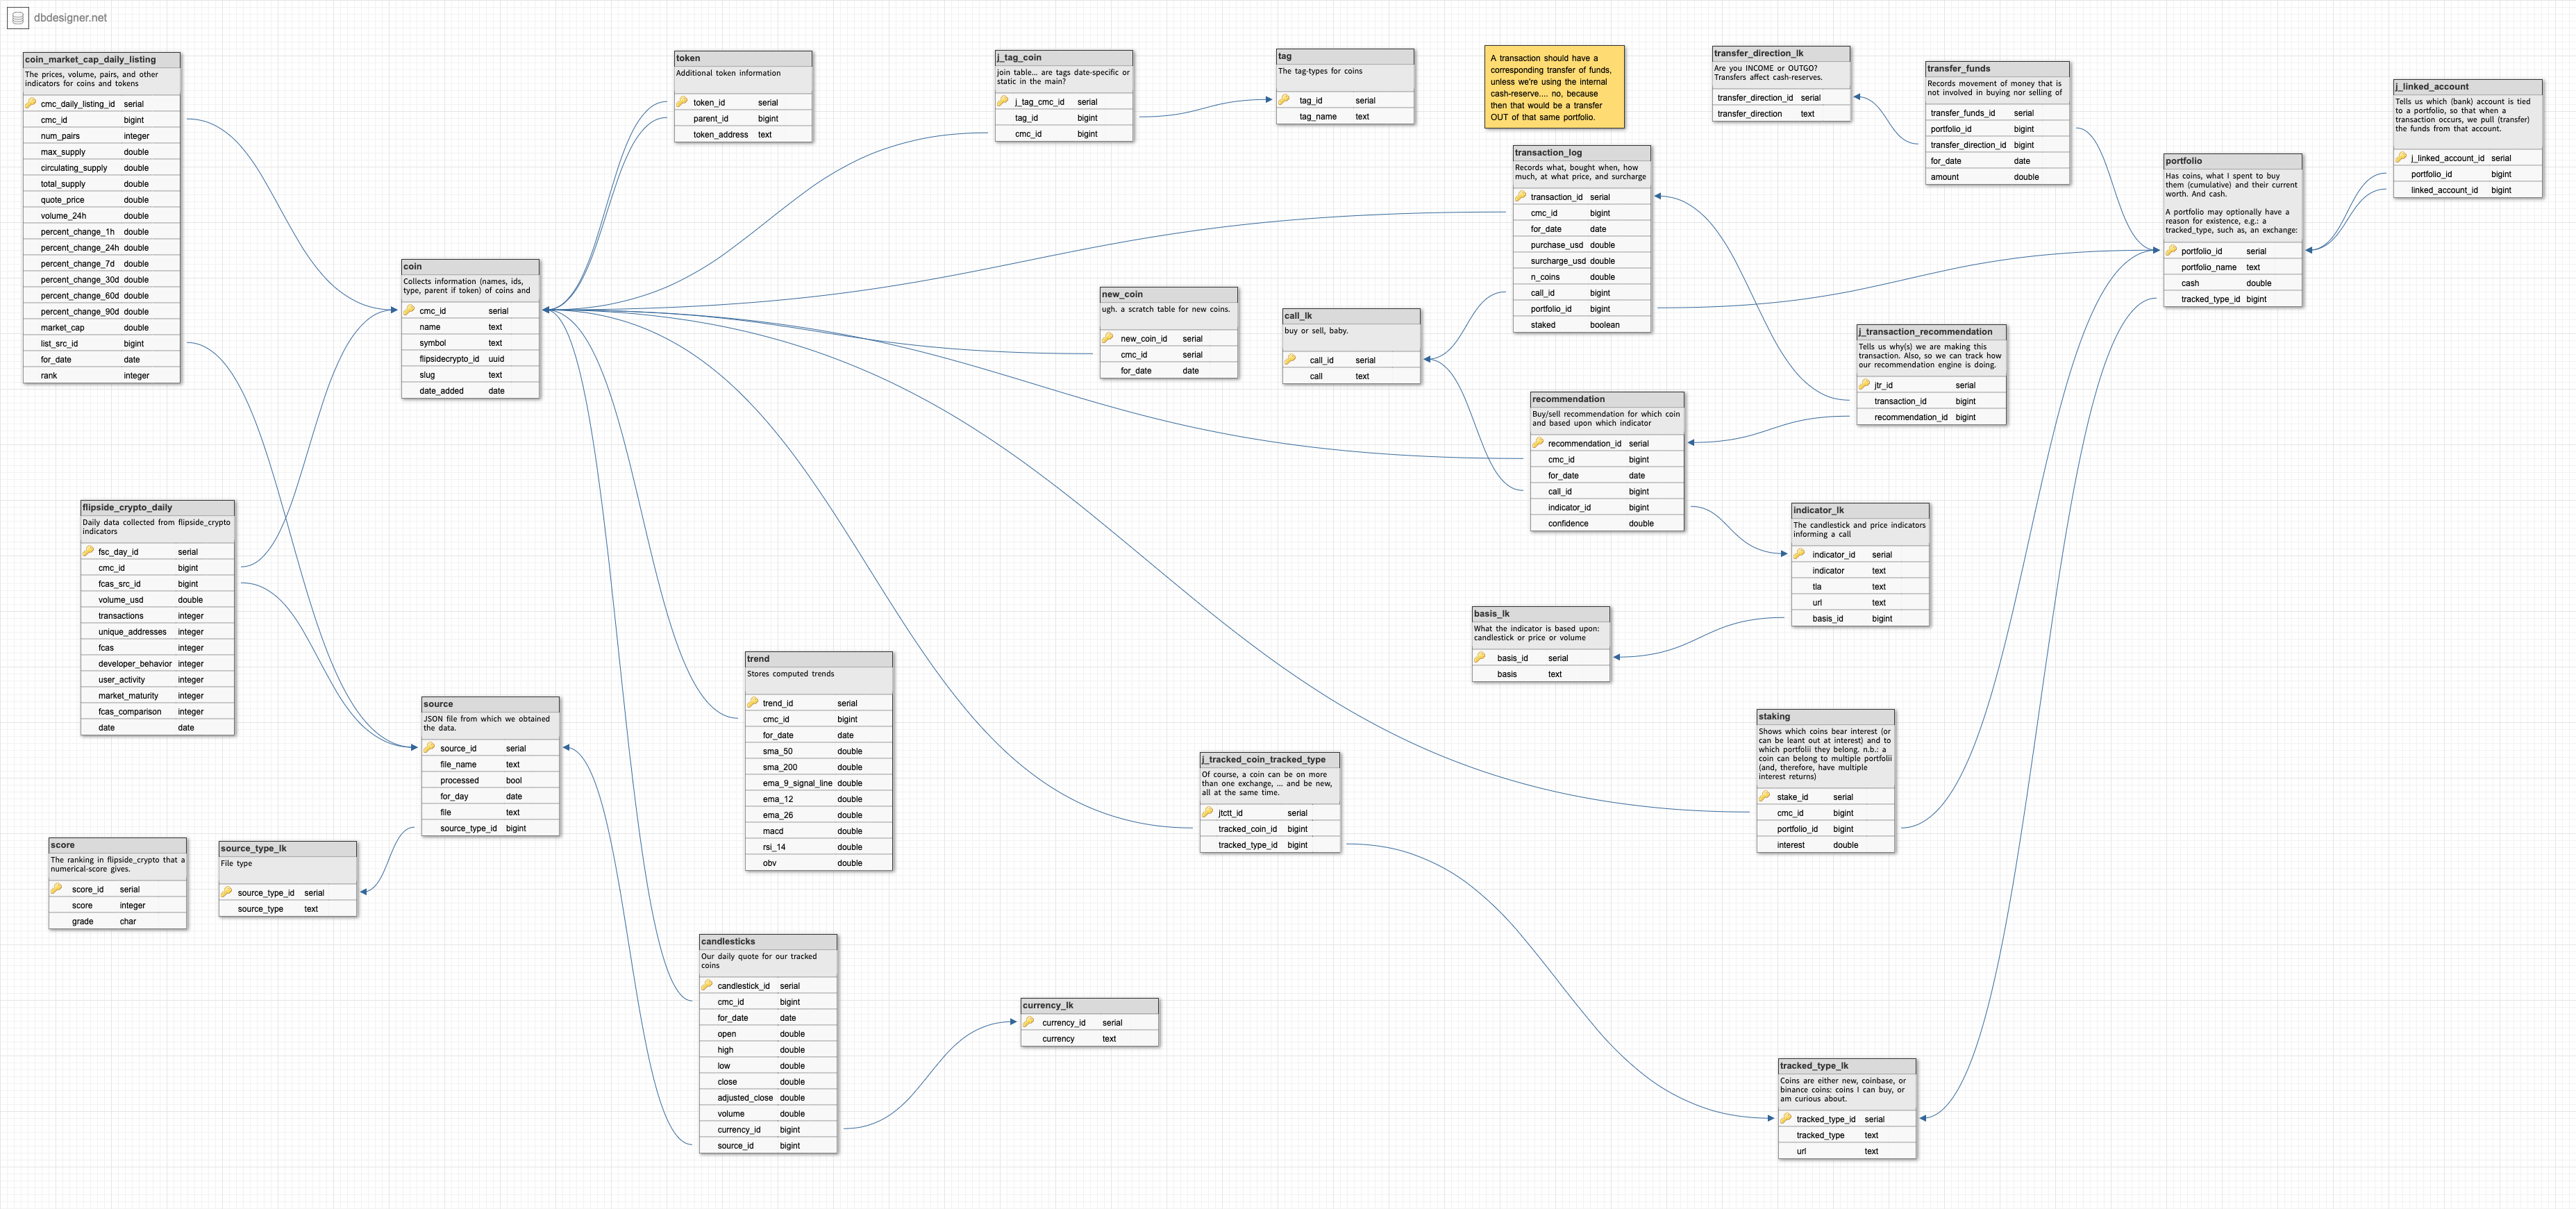 dbdesigner.net
coin_market_cap_daily_listing
The prices, volume, pairs, and other
indicators for coins and tokens
cmc_daily_listing_id serial
cmc_id bigint
num_pairs integer
max_supply double
circulating_supply double
total_supply double
quote_price double
volume_24h double
percent_change_1h double
percent_change_24h double
percent_change_7d double
percent_change_30d double
percent_change_60d double
percent_change_90d double
market_cap double
list_src_id bigint
for_date date
rank integer
token
Additional token information
token_id serial
parent_id bigint
token_address text
j_tag_coin
join table... are tags date-specific or
static in the main?
j_tag_cmc_id serial
tag_id bigint
cmc_id bigint
tag
The tag-types for coins
tag_id serial
tag_name text
A transaction should have a
corresponding transfer of funds,
unless we're using the internal
cash-reserve.... no, because
then that would be a transfer
OUT of that same portfolio.
transfer_direction_lk
Are you INCOME or OUTGO?
Transfers affect cash-reserves.
transfer_direction_id serial
transfer_direction text
transfer_funds
Records movement of money that is
not involved in buying nor selling of
transfer_funds_id serial
portfolio_id bigint
transfer_direction_id bigint
for_date date
amount double
j_linked_account
Tells us which (bank) account is tied
to a portfolio, so that when a
transaction occurs, we pull (transfer)
the funds from that account.
j_linked_account_id serial
portfolio_id bigint
linked_account_id bigint
transaction_log
Records what, bought when, how
much, at what price, and surcharge
transaction_id serial
cmc_id bigint
for_date date
purchase_usd double
surcharge_usd double
n_coins double
call_id bigint
portfolio_id bigint
staked boolean
portfolio
Has coins, what I spent to buy
them (cumulative) and their current
worth. And cash.
A portfolio may optionally have a
reason for existence, e.g.: a
tracked_type, such as, an exchange:
portfolio_id serial
portfolio_name text
cash double
tracked_type_id bigint
coin
Collects information (names, ids,
type, parent if token) of coins and
cmc_id serial
name text
symbol text
flipsidecrypto_id uuid
slug text
date_added date
new_coin
ugh. a scratch table for new coins.
new_coin_id serial
cmc_id serial
for_date date
call_lk
buy or sell, baby.
call_id serial
call text
j_transaction_recommendation
Tells us why(s) we are making this
transaction. Also, so we can track how
our recommendation engine is doing.
jtr_id serial
transaction_id bigint
recommendation_id bigint
recommendation
Buy/sell recommendation for which coin
and based upon which indicator
recommendation_id serial
cmc_id bigint
for_date date
call_id bigint
indicator_id bigint
confidence double
flipside_crypto_daily
Daily data collected from flipside_crypto
indicators
fsc_day_id serial
cmc_id bigint
fcas_src_id bigint
volume_usd double
transactions integer
unique_addresses integer
fcas integer
developer_behavior integer
user_activity integer
market_maturity integer
fcas_comparison integer
date date
indicator_lk
The candlestick and price indicators
informing a call
indicator_id serial
indicator text
tla text
url text
basis_id bigint
basis_lk
What the indicator is based upon:
candlestick or price or volume
basis_id serial
basis text
trend
Stores computed trends
trend_id serial
cmc_id bigint
for_date date
sma_50 double
sma_200 double
ema_9_signal_line double
ema_12 double
ema_26 double
macd double
rsi_14 double
obv double
source
JSON file from which we obtained
the data.
source_id serial
file_name text
processed bool
for_day date
file text
source_type_id bigint
staking
Shows which coins bear interest (or
can be leant out at interest) and to
which portfolii they belong. n.b.: a
coin can belong to multiple portfolii
(and, therefore, have multiple
interest returns)
stake_id serial
cmc_id bigint
portfolio_id bigint
interest double
j_tracked_coin_tracked_type
Of course, a coin can be on more
than one exchange, ... and be new,
all at the same time.
jtctt_id serial
tracked_coin_id bigint
tracked_type_id bigint
score
The ranking in flipside_crypto that a
numerical-score gives.
score_id serial
score integer
grade char
source_type_lk
File type
source_type_id serial
source_type text
candlesticks
Our daily quote for our tracked
coins
candlestick_id serial
cmc_id bigint
for_date date
open double
high double
low double
close double
adjusted_close double
volume double
currency_id bigint
source_id bigint
currency_lk
currency_id serial
currency text
tracked_type_lk
Coins are either new, coinbase, or
binance coins: coins I can buy, or
am curious about.
tracked_type_id serial
tracked_type text
url text